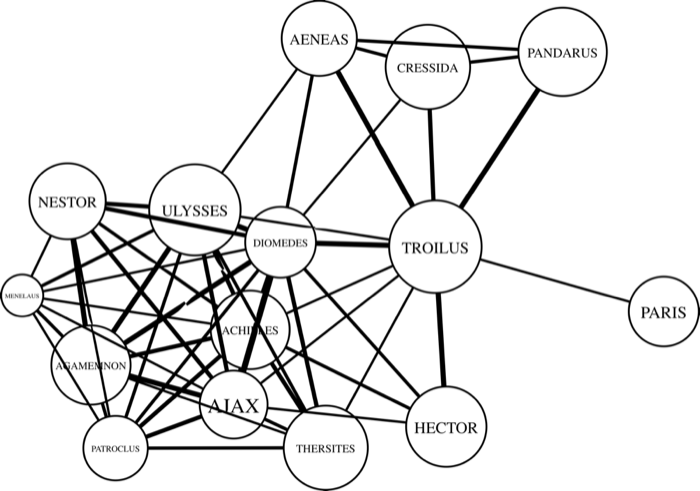 AENEAS
PANDARUS
CRESSIDA
NESTOR
ULYSSES
DIOMEDES
TROILUS
MENELAUS
PARIS
ACHILLES
AGAMEMNON
AJAX
HECTOR
PATROCLUS
THERSITES